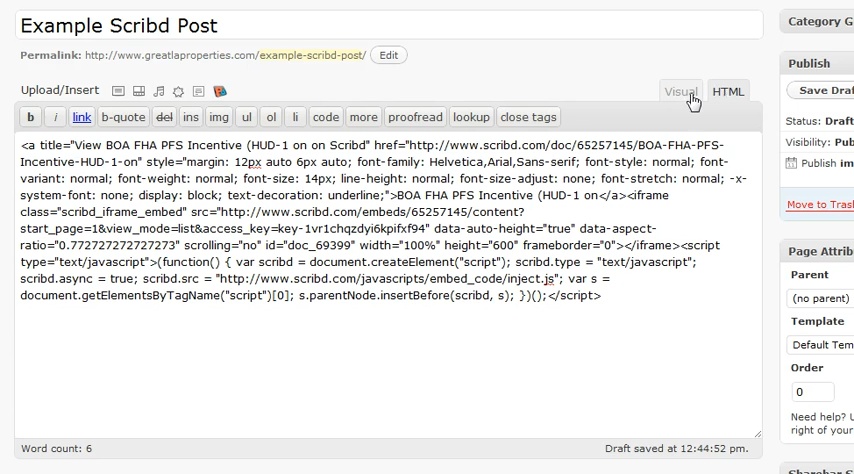 Example Scribd Post
Permalink: http://www.greatlaproperties.com/example-scribd-post/ Edit
Upload/Insert
Visual HTML
b i link b-quote del ins img ul ol li code more proofread lookup close tags
<a title="View BOA FHA PFS Incentive (HUD-1 on on Scribd" href="http://www.scribd.com/doc/65257145/BOA-FHA-PFS-
Incentive-HUD-1-on" style="margin: 12px auto 6px auto; font-family: Helvetica,Arial,Sans-serif; font-style: normal; font-
variant: normal; font-weight: normal; font-size: 14px; line-height: normal; font-size-adjust: none; font-stretch: normal; -x-
system-font: none; display: block; text-decoration: underline;">BOA FHA PFS Incentive (HUD-1 on</a><iframe
class="scribd_iframe_embed" src="http://www.scribd.com/embeds/65257145/content?
start_page=1&view_mode=list&access_key=key-1vr1chqzdyi6kpifxf94" data-auto-height="true" data-aspect-
ratio="0.772727272727273" scrolling="no" id="doc_69399" width="100%" height="600" frameborder="0"></iframe><script
type="text/javascript">(function() { var scribd = document.createElement("script"); scribd.type = "text/javascript";
scribd.async = true; scribd.src = "http://www.scribd.com/javascripts/embed_code/inject.js"; var s =
document.getElementsByTagName("script")[0]; s.parentNode.insertBefore(scribd, s); })();</script>
Word count: 6
Draft saved at 12:44:52 pm.
Category G
Publish
Save Draf
Status: Draft
Visibility: Pub
Publish im
Move to Trash
Page Attrib
Parent
(no parent)
Template
Default Tem
Order
0
Need help? U
right of your
Sharebar S